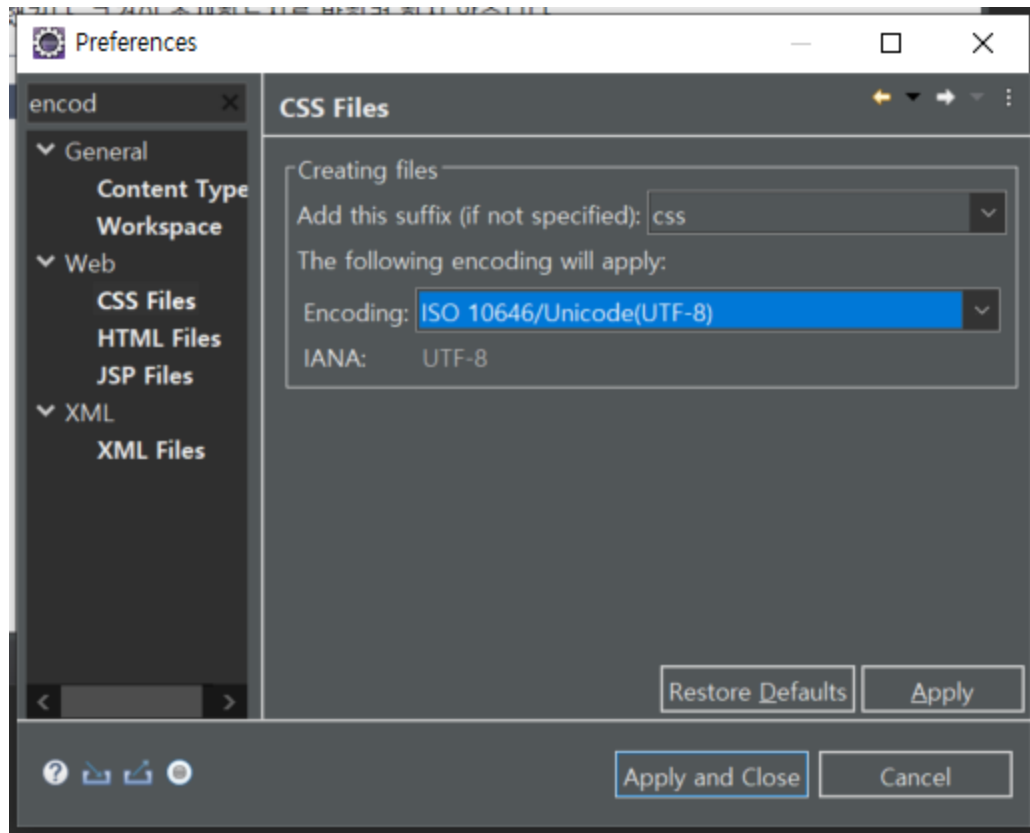 Preferences
encod
CSS Files
General
Content Type
Workspace
Web
CSS Files
HTML Files
JSP Files
XML
XML Files
Creating files
Add this suffix (if not specified): css
The following encoding will apply:
Encoding: ISO 10646/Unicode(UTF-8)
IANA: UTF-8
Restore Defaults
Apply
Apply and Close
Cancel